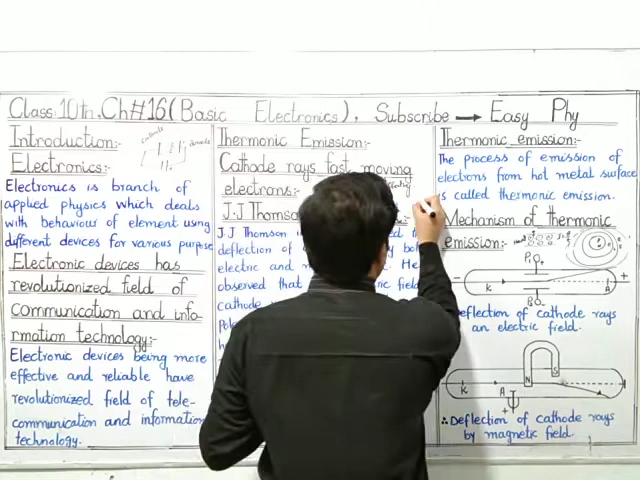 Class:10th.Ch#16(Basic Electronics), Subscribe → Easy Phy
Introduction:-
Electronics:-
Electronics is branch of
applied physics which deals
with behaviour of element using
different devices for various purpose
Electronic devices has
revolutionized field of
communication and info-
rmation technology:-
Electronic devices being more
effective and reliable have
revolutionized field of tele-
communication and information
technology.
Cathode
Thermonic Emission:-
Cathode rays fast moving
electrons:-
J.J Thomson
J.J Thomson
deflection of
electric and He
observed that field
cathode
Thermonic emission:-
The process of emission of
electrons from hot metal surface
is called thermonic emission.
Mechanism of thermonic
emission:-
P.
- K A +
B
Deflection of cathode rays
an electric field.
N S
K A
+
∴ Deflection of cathode rays
by magnetic field.